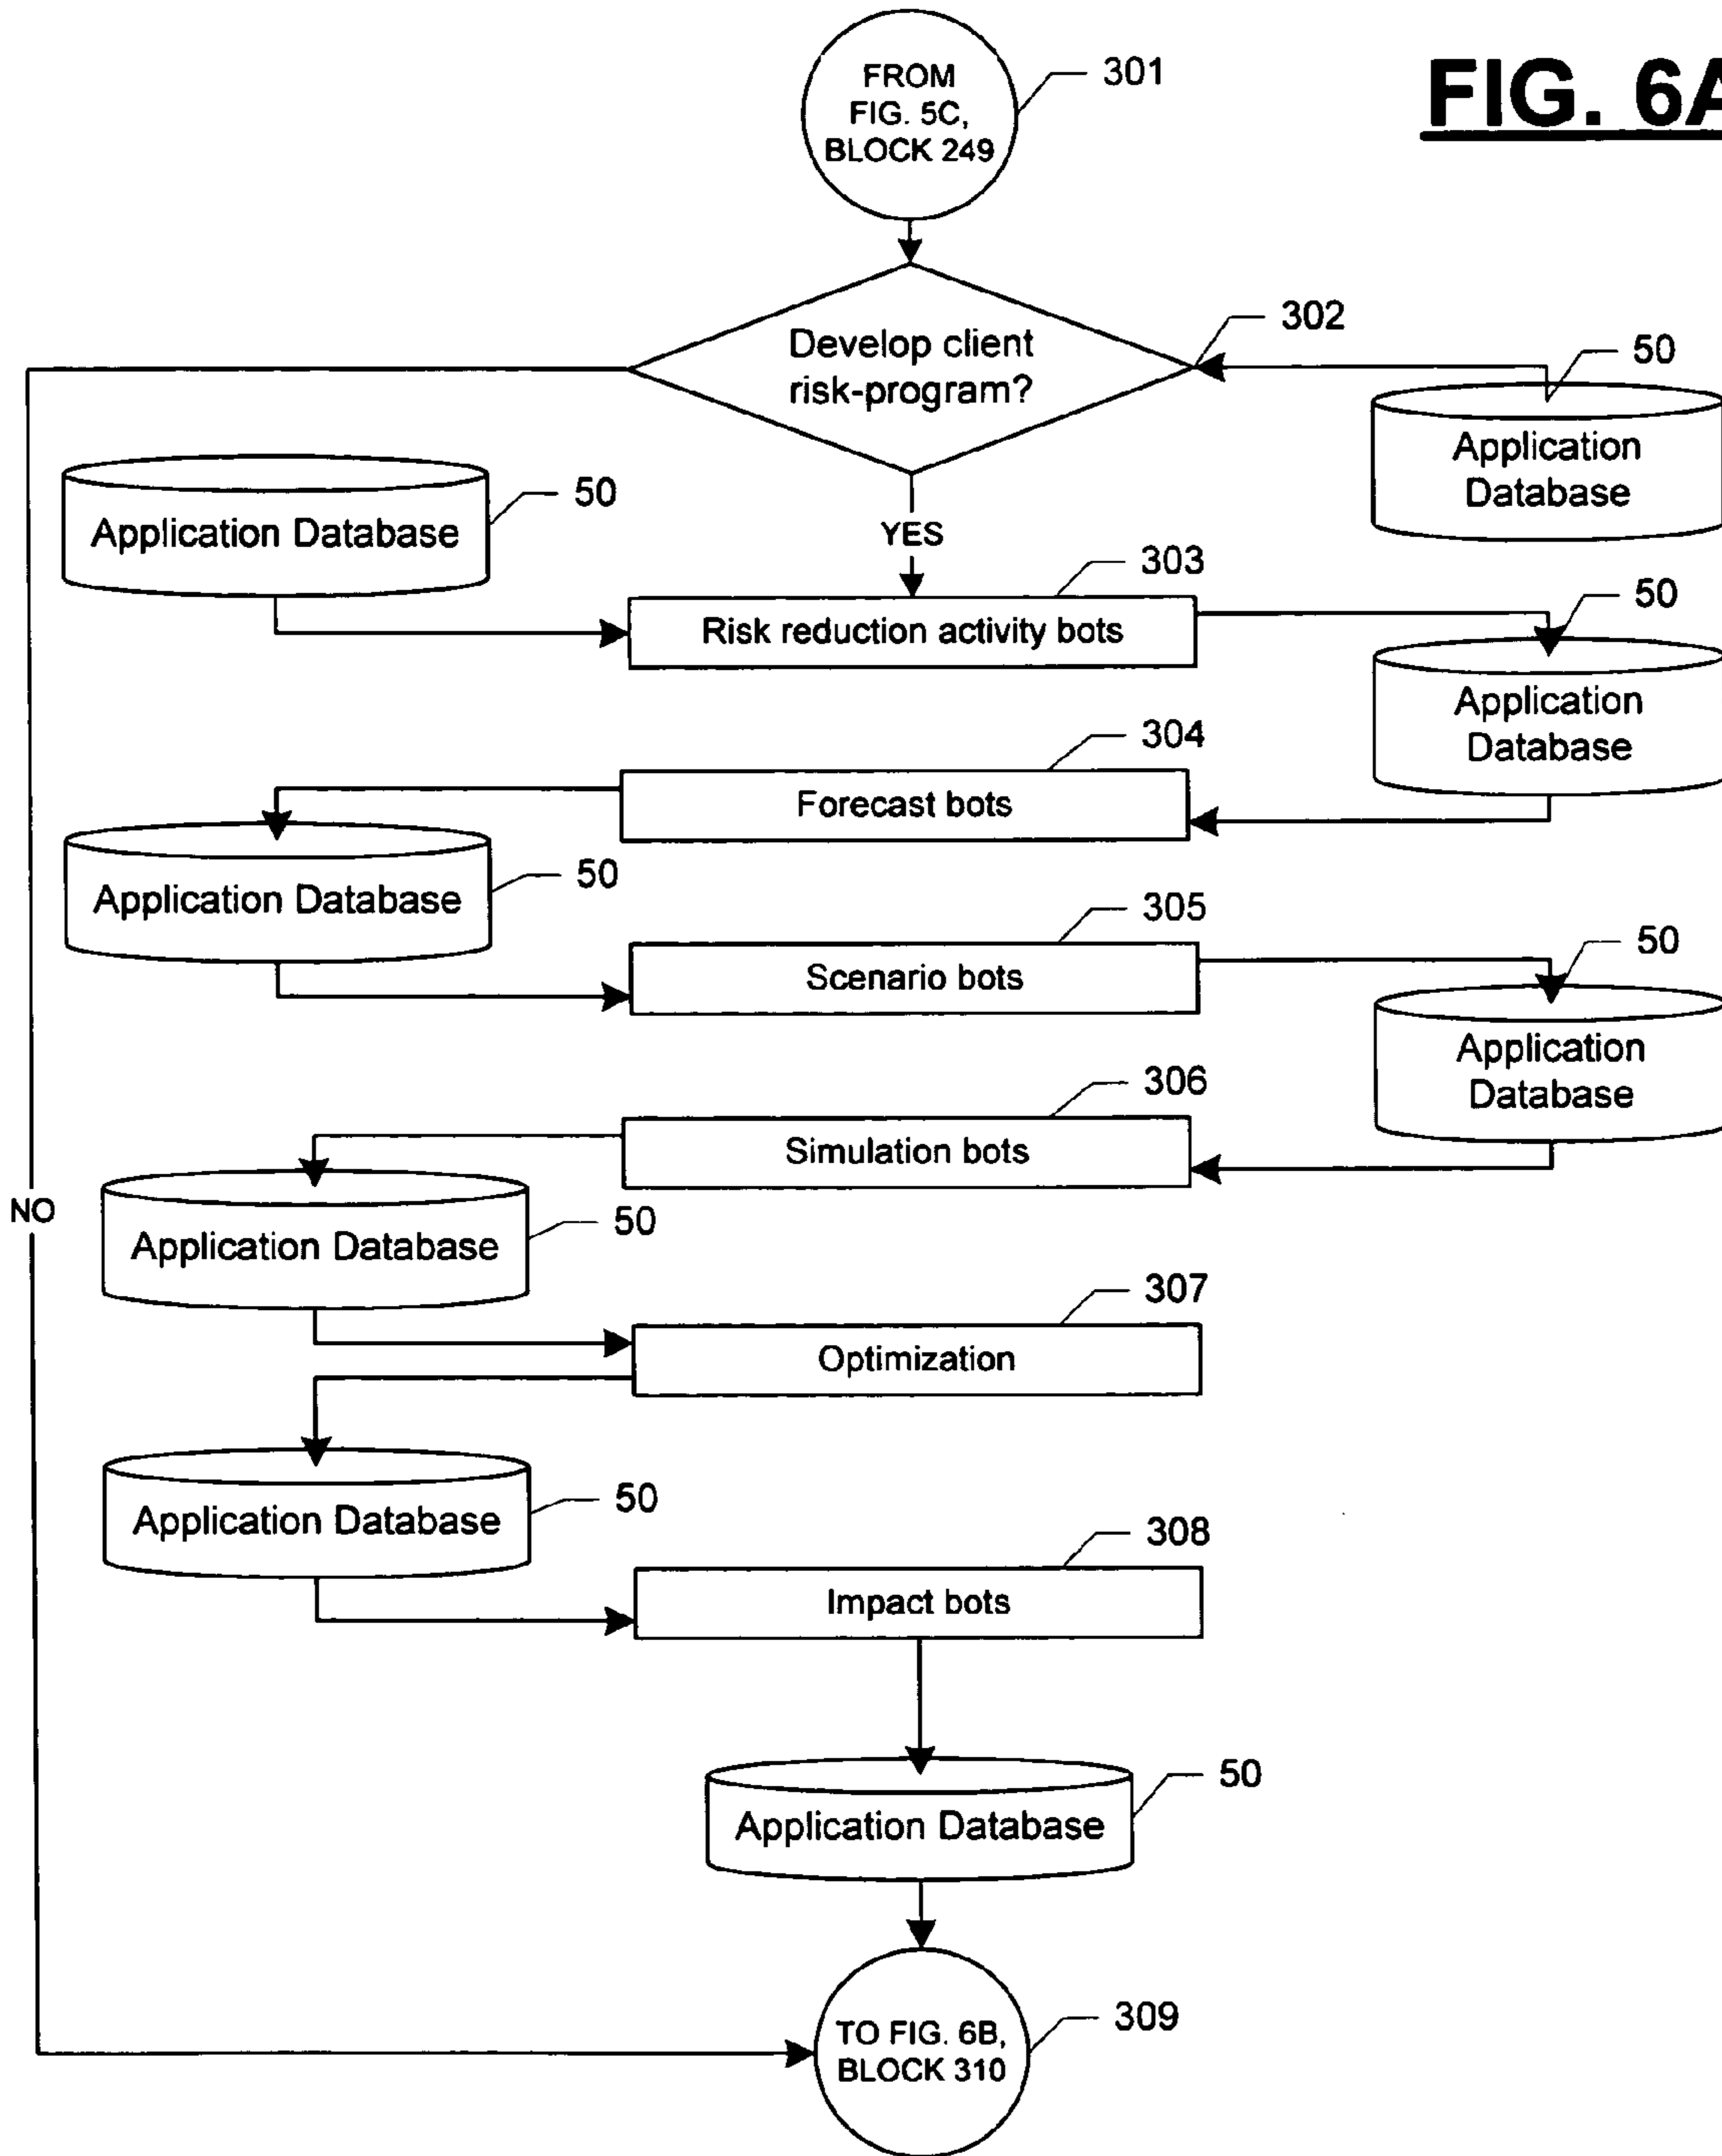 FIG. 6A
FROM
FIG. 5C,
BLOCK 249
301
Develop client
risk-program?
302
50
Application
Database
Application Database
50
YES
303
Risk reduction activity bots
50
Application
Database
304
Forecast bots
Application Database
50
305
Scenario bots
50
Application
Database
306
Simulation bots
NO
Application Database
50
307
Optimization
Application Database
50
308
Impact bots
50
Application Database
TO FIG. 6B,
BLOCK 310
309